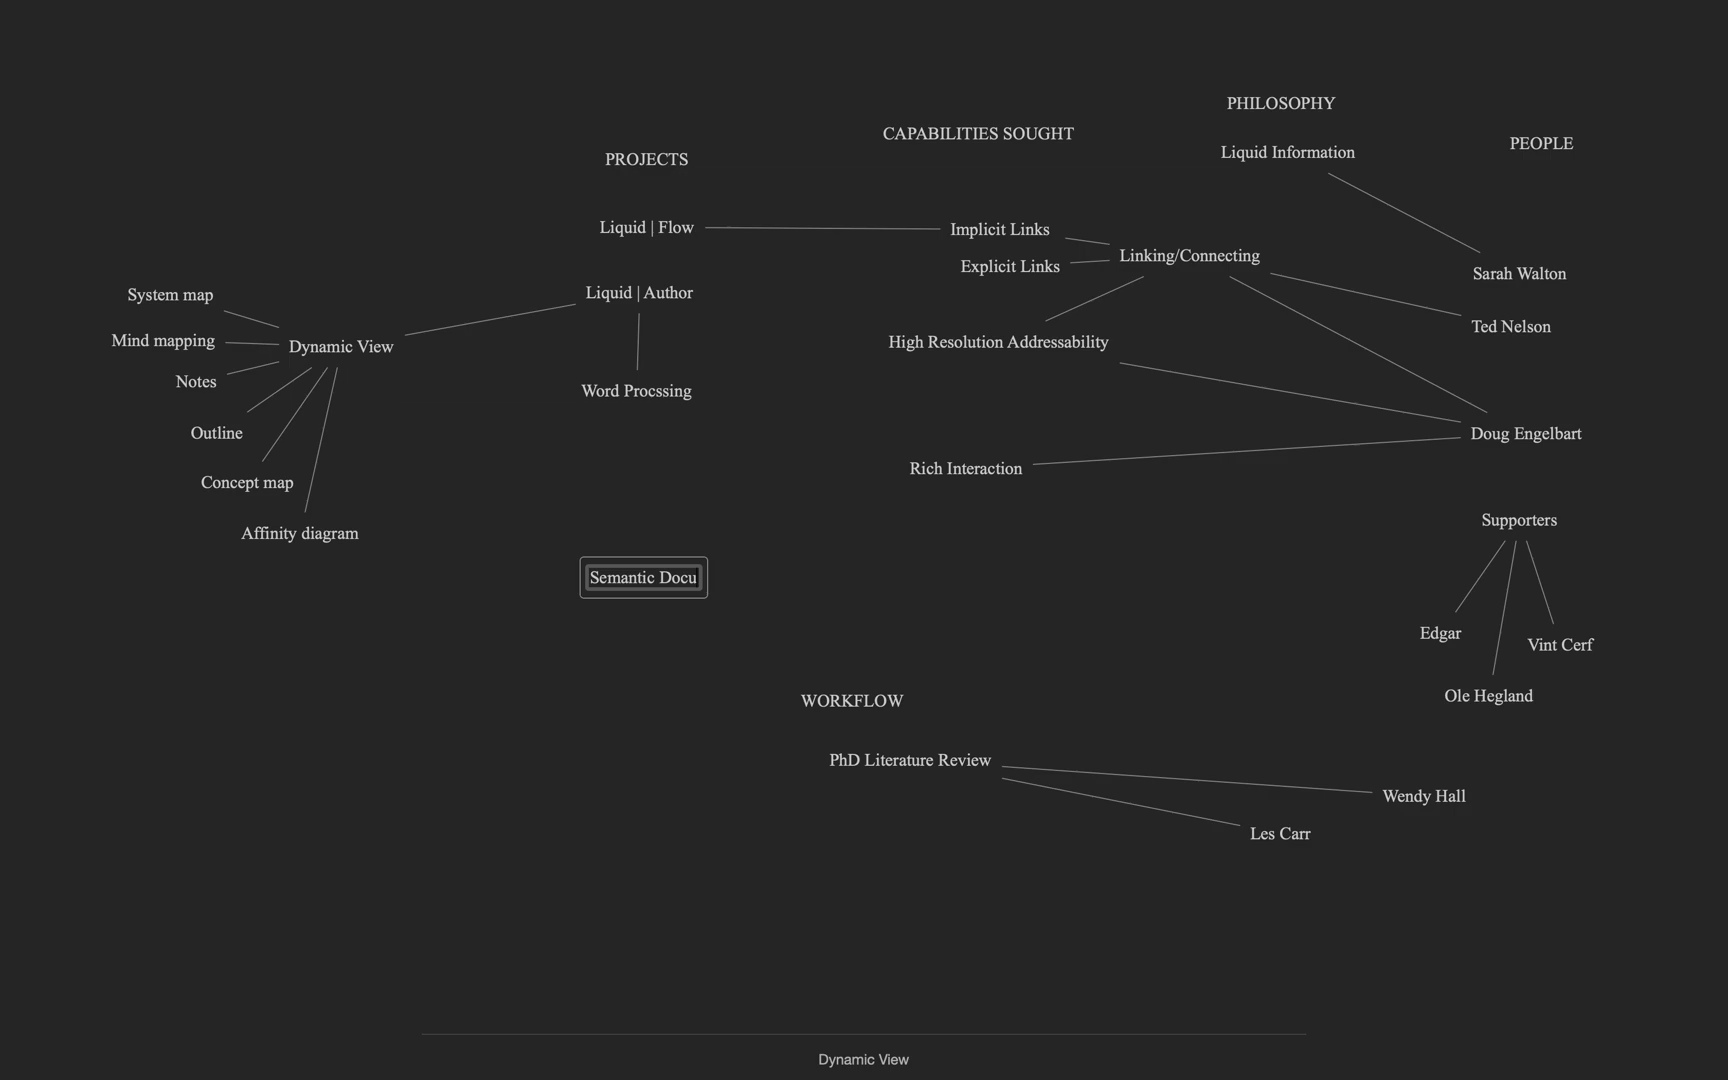 PHILOSOPHY
CAPABILITIES SOUGHT
PEOPLE
Liquid Information
PROJECTS
Liquid | Flow
Implicit Links
Linking/Connecting
Explicit Links
Sarah Walton
Liquid | Author
System map
Ted Nelson
Mind mapping
Dynamic View
High Resolution Addressability
Notes
Word Procssing
Outline
Doug Engelbart
Rich Interaction
Concept map
Supporters
Affinity diagram
Semantic Docu
Edgar
Vint Cerf
Ole Hegland
WORKFLOW
PhD Literature Review
Wendy Hall
Les Carr
Dynamic View